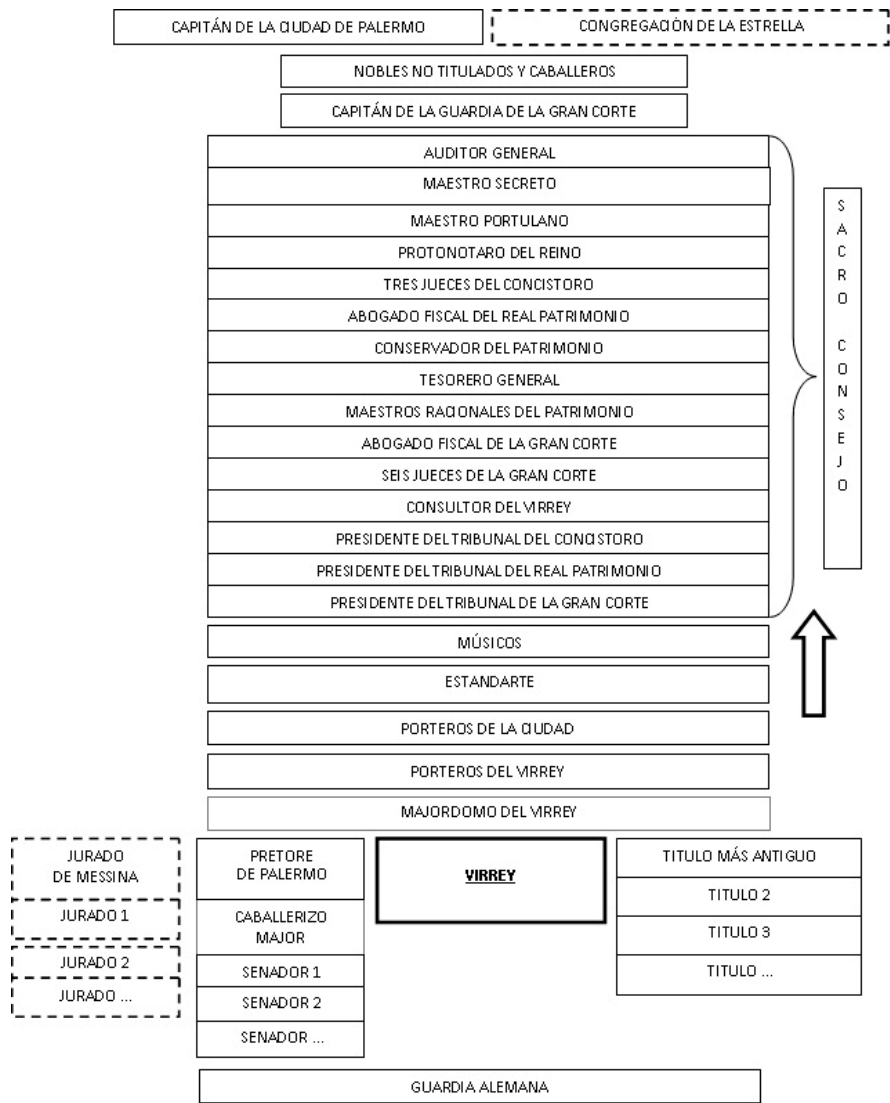 CAPITÁN DE LA CIUDAD DE PALERMO
CONGREGACIÓN DE LA ESTRELLA
NOBLES NO TITULADOS Y CABALLEROS
CAPITÁN DE LA GUARDIA DE LA GRAN CORTE
AUDITOR GENERAL
MAESTRO SECRETO
MAESTRO PORTULANO
PROTONOTARO DEL REINO
TRES JUECES DEL CONCISTORO
ABOGADO FISCAL DEL REAL PATRIMONIO
CONSERVADOR DEL PATRIMONIO
TESORERO GENERAL
MAESTROS RACIONALES DEL PATRIMONIO
ABOGADO FISCAL DE LA GRAN CORTE
SEIS JUECES DE LA GRAN CORTE
CONSULTOR DEL VIRREY
PRESIDENTE DEL TRIBUNAL DEL CONCISTORO
PRESIDENTE DEL TRIBUNAL DEL REAL PATRIMONIO
PRESIDENTE DEL TRIBUNAL DE LA GRAN CORTE
SACRO CONSEJO
MÚSICOS
ESTANDARTE
PORTEROS DE LA CIUDAD
PORTEROS DEL VIRREY
MAJORDOMO DEL VIRREY
JURADO
DE MESSINA
JURADO 1
JURADO 2
JURADO ...
PRETORE
DE PALERMO
CABALLERIZO
MAJOR
SENADOR 1
SENADOR 2
SENADOR ...
VIRREY
TITULO MÁS ANTIGUO
TITULO 2
TITULO 3
TITULO ...
GUARDIA ALEMANA